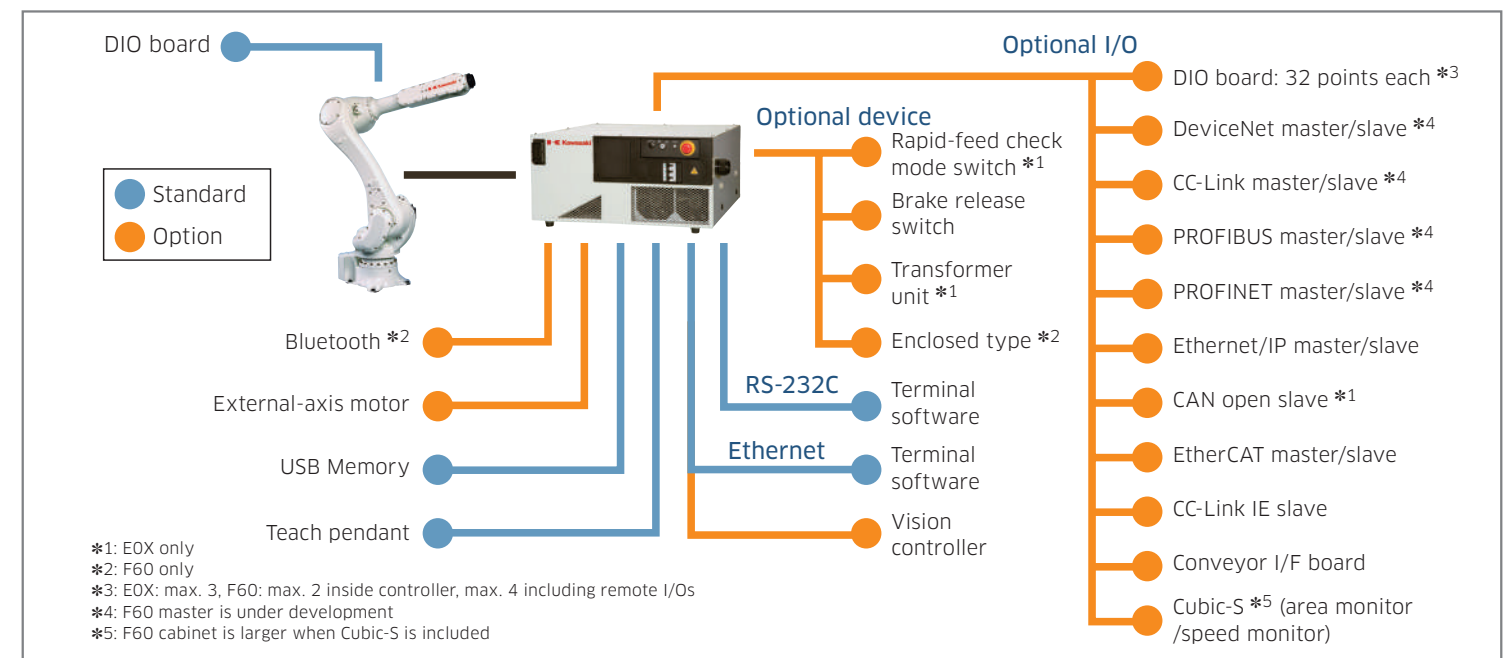 DIO board
Standard
Option
Kawasaki
Optional device
Rapid-feed check
mode switch *1
Brake release
switch
Transformer
unit *1
Enclosed type *2
RS-232C
Terminal
software
Ethernet
Terminal
software
Vision
controller
Bluetooth *2
External-axis motor
USB Memory
Teach pendant
Optional I/O
DIO board: 32 points each *3
DeviceNet master/slave *4
CC-Link master/slave *4
PROFIBUS master/slave *4
PROFINET master/slave *4
Ethernet/IP master/slave
CAN open slave *1
EtherCAT master/slave
CC-Link IE slave
Conveyor I/F board
Cubic-S *5 (area monitor
/speed monitor)
*1: E0X only
*2: F60 only
*3: E0X: max. 3, F60: max. 2 inside controller, max. 4 including remote I/Os
*4: F60 master is under development
*5: F60 cabinet is larger when Cubic-S is included